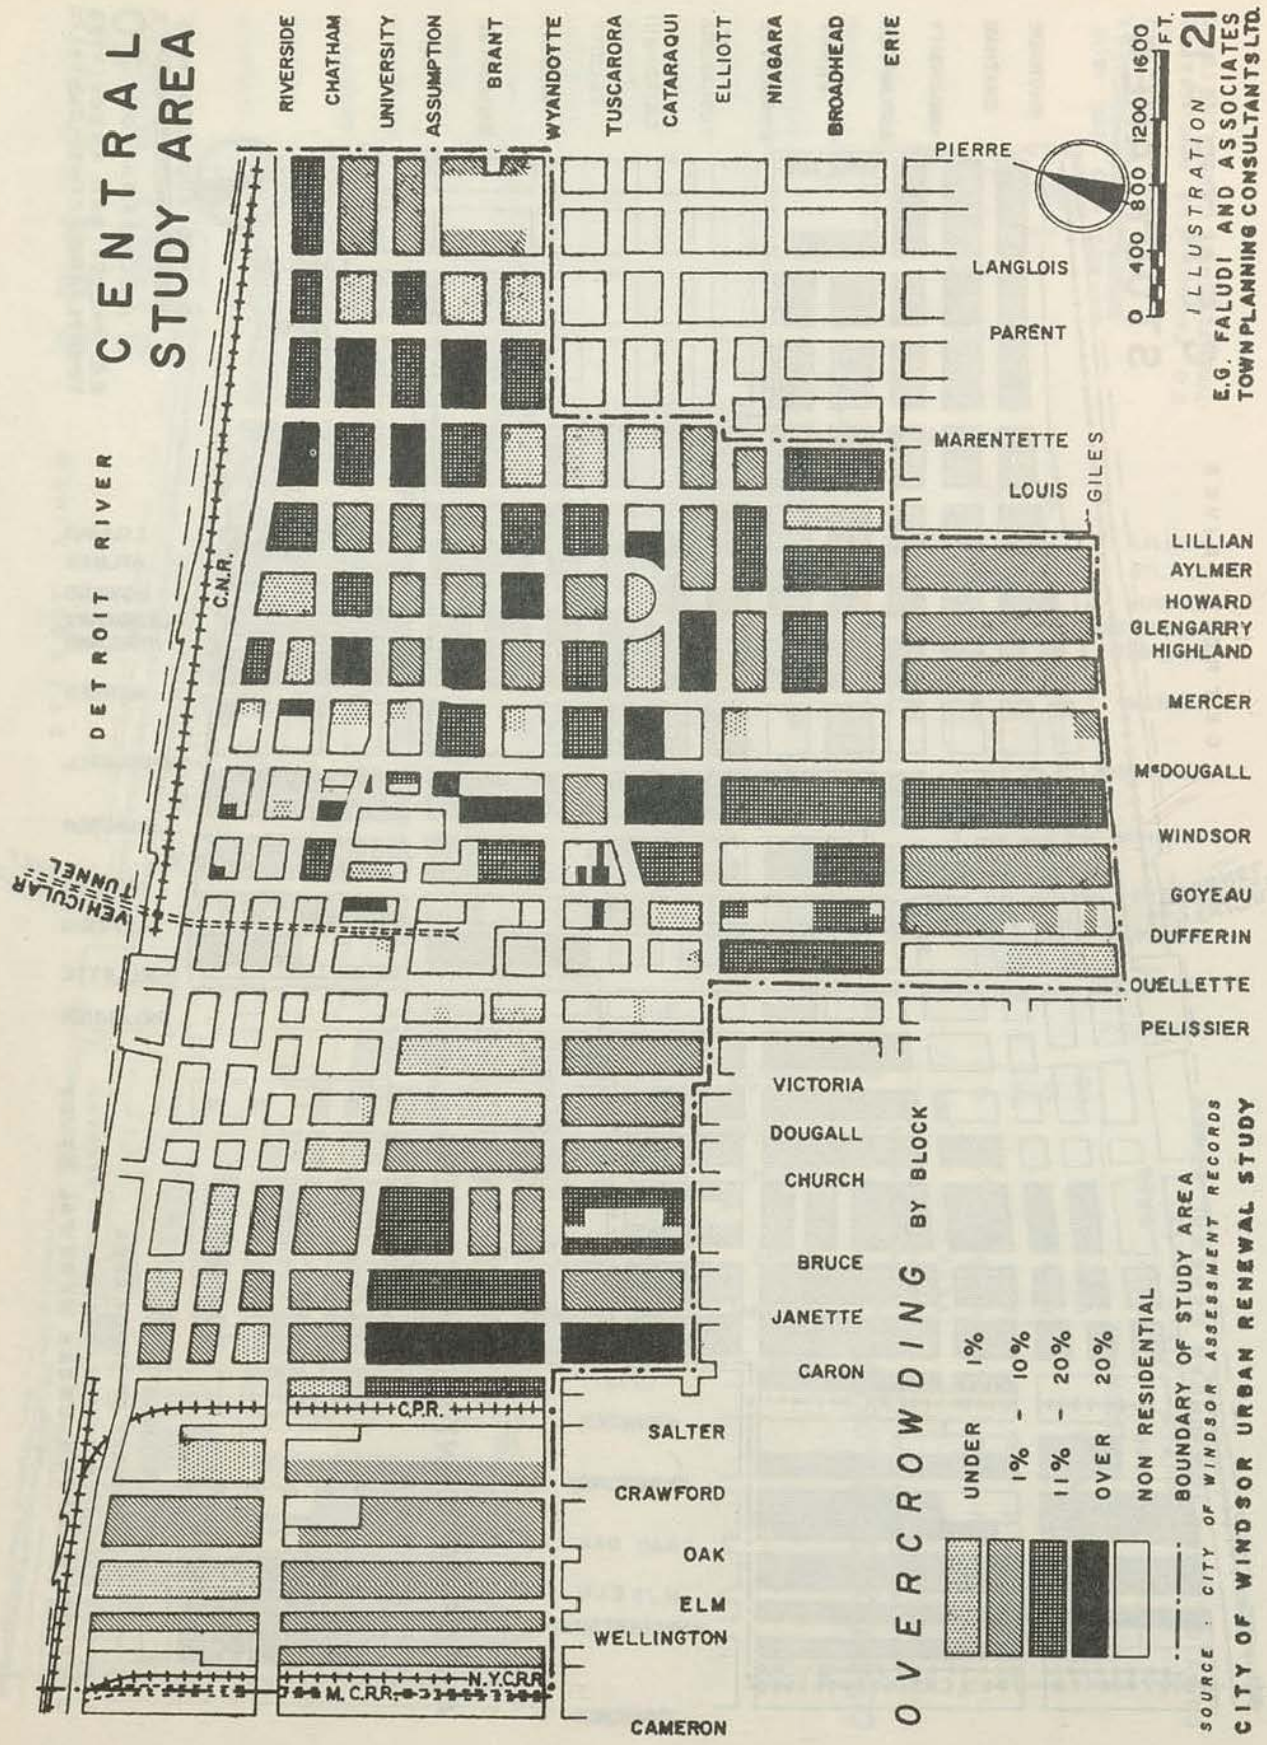 CENTRAL
STUDY AREA
DETROIT RIVER
C.N.R.
VEHICULAR
TUNNEL
RIVERSIDE
CHATHAM
UNIVERSITY
ASSUMPTION
BRANT
WYANDOTTE
TUSCARORA
CATARAQUI
ELLIOTT
NIAGARA
BROADHEAD
ERIE
PIERRE
LANGLOIS
PARENT
MARENTETTE
LOUIS
GILES
LILLIAN
AYLMER
HOWARD
GLENGARRY
HIGHLAND
MERCER
McDOUGALL
WINDSOR
GOYEAU
DUFFERIN
OUELLETTE
PELISSIER
VICTORIA
DOUGALL
CHURCH
BRUCE
JANETTE
CARON
C.P.R.
SALTER
CRAWFORD
OAK
ELM
WELLINGTON
N.Y.C.R.R.
M.C.R.R.
CAMERON
OVERCROWDING BY BLOCK
UNDER 1%
1% - 10%
11% - 20%
OVER 20%
NON RESIDENTIAL
BOUNDARY OF STUDY AREA
SOURCE : CITY OF WINDSOR ASSESSMENT RECORDS
CITY OF WINDSOR URBAN RENEWAL STUDY
0 400 800 1200 1600
FT.
ILLUSTRATION 21
E.G. FALUDI AND ASSOCIATES
TOWN PLANNING CONSULTANTS LTD.